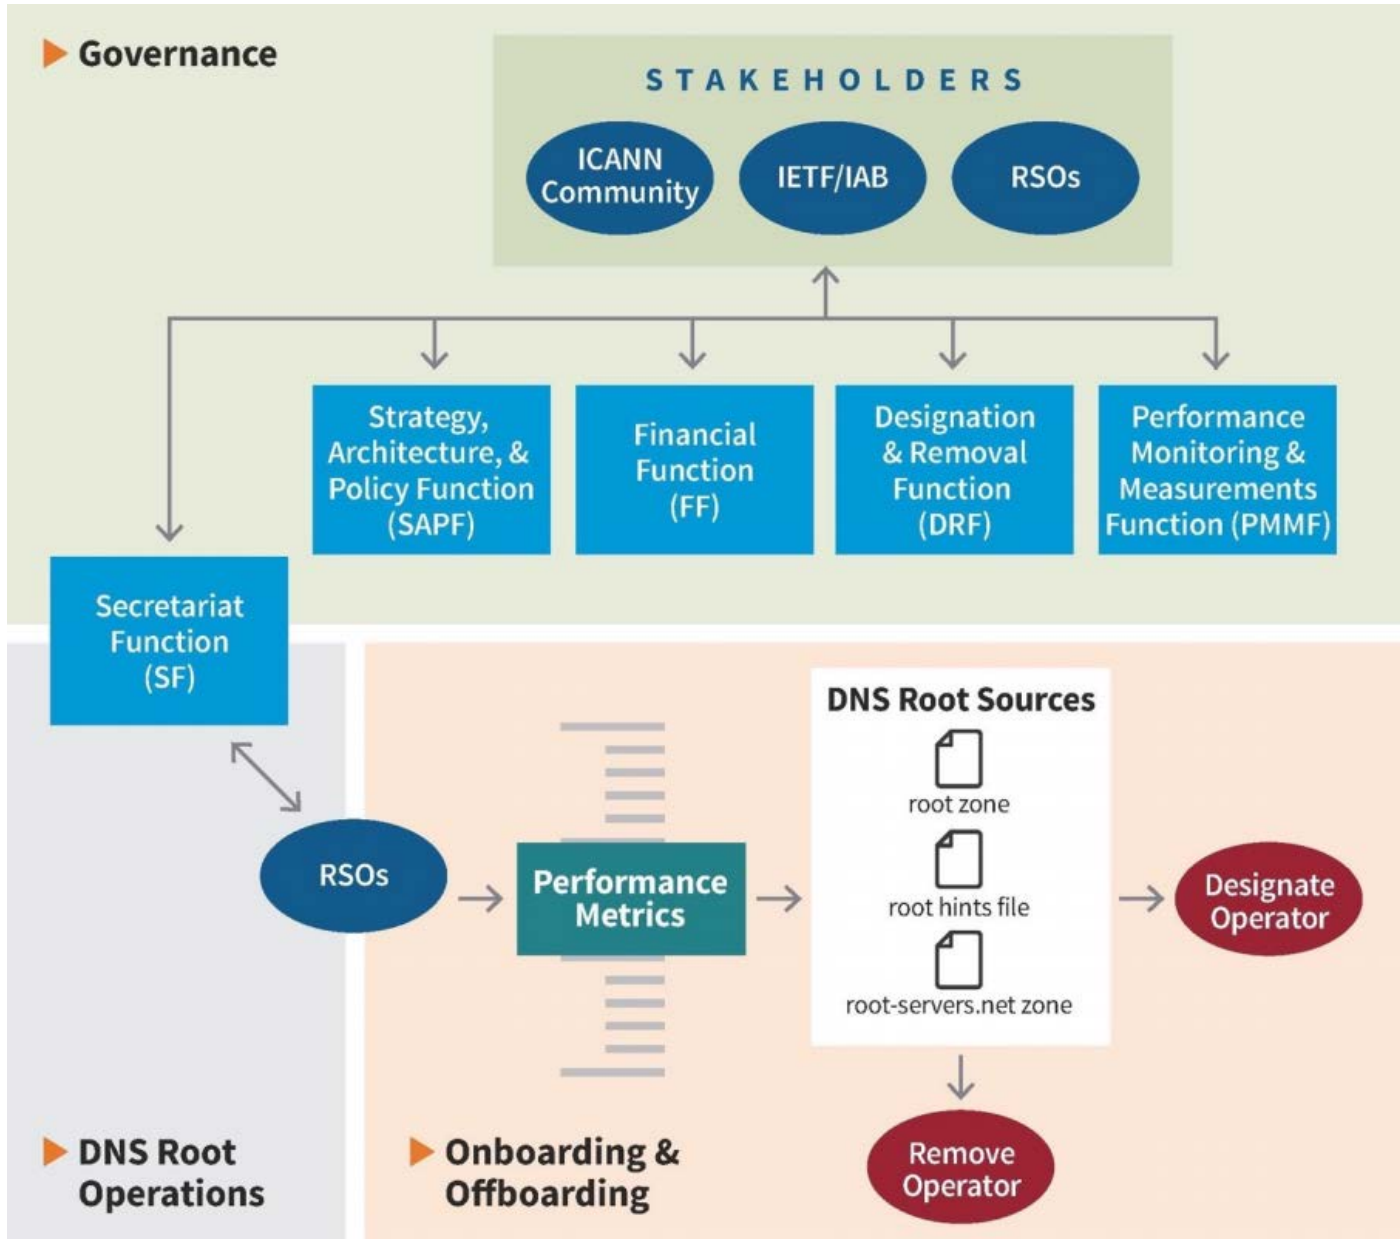 Governance
STAKEHOLDERS
ICANN
Community
IETF/IAB
RSOs
Strategy,
Architecture, &
Policy Function
(SAPF)
Financial
Function
(FF)
Designation
& Removal
Function
(DRF)
Performance
Monitoring &
Measurements
Function (PMMF)
Secretariat
Function
(SF)
RSOs
Performance
Metrics
DNS Root Sources
root zone
root hints file
root-servers.net zone
Designate
Operator
Remove
Operator
DNS Root
Operations
Onboarding &
Offboarding